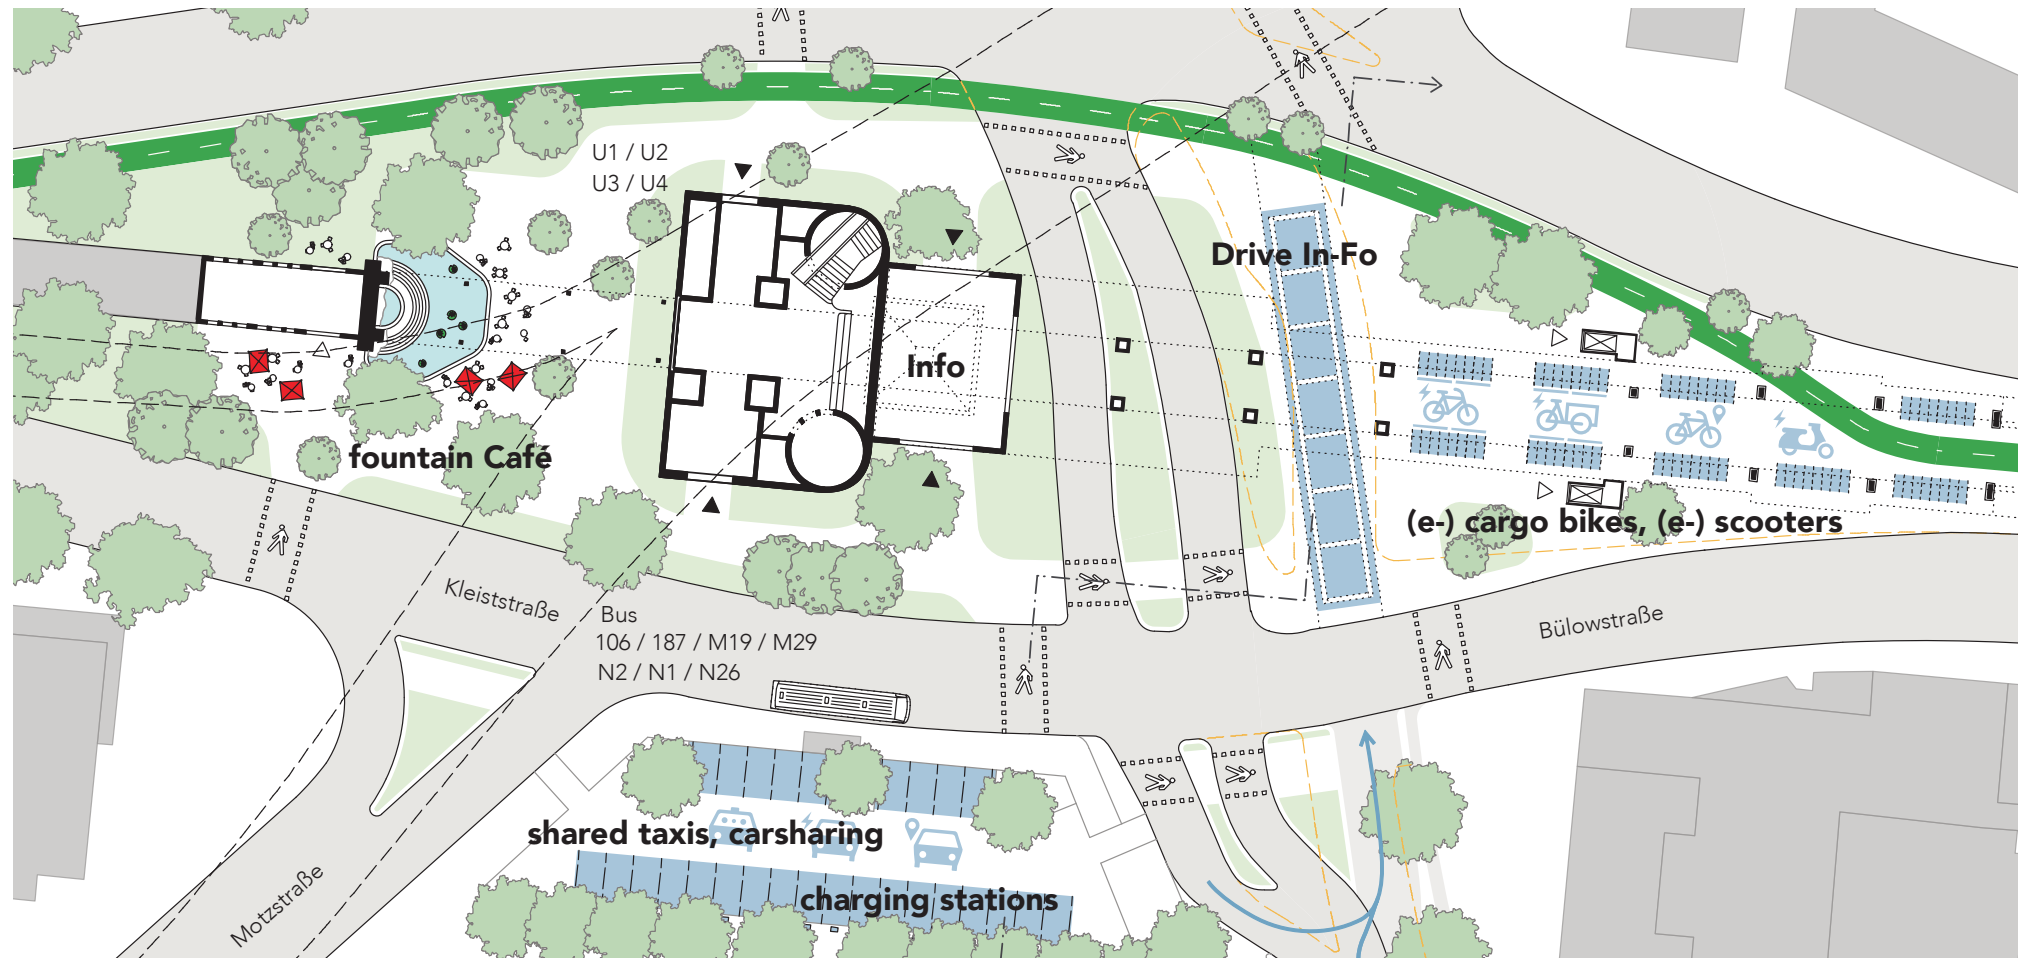 U1 / U2
U3 / U4
Drive In-Fo
Info
fountain Café
(e-) cargo bikes, (e-) scooters
Kleiststraße
Bus
106 / 187 / M19 / M29
N2 / N1 / N26
Bülowstraße
shared taxis, carsharing
charging stations
Motzstraße